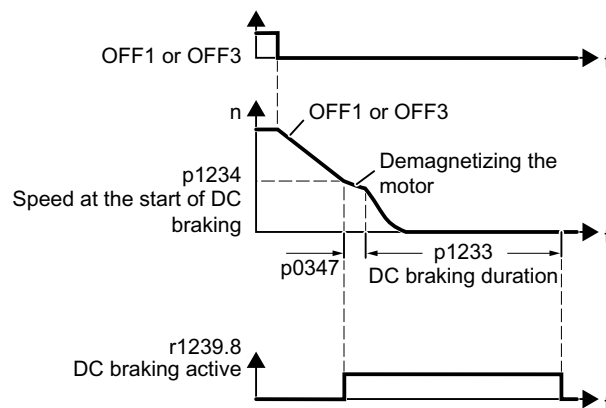 OFF1 or OFF3
t
n
OFF1 or OFF3
Demagnetizing the
motor
p1234
Speed at the start of DC
braking
t
p0347
p1233
DC braking duration
r1239.8
DC braking active
t